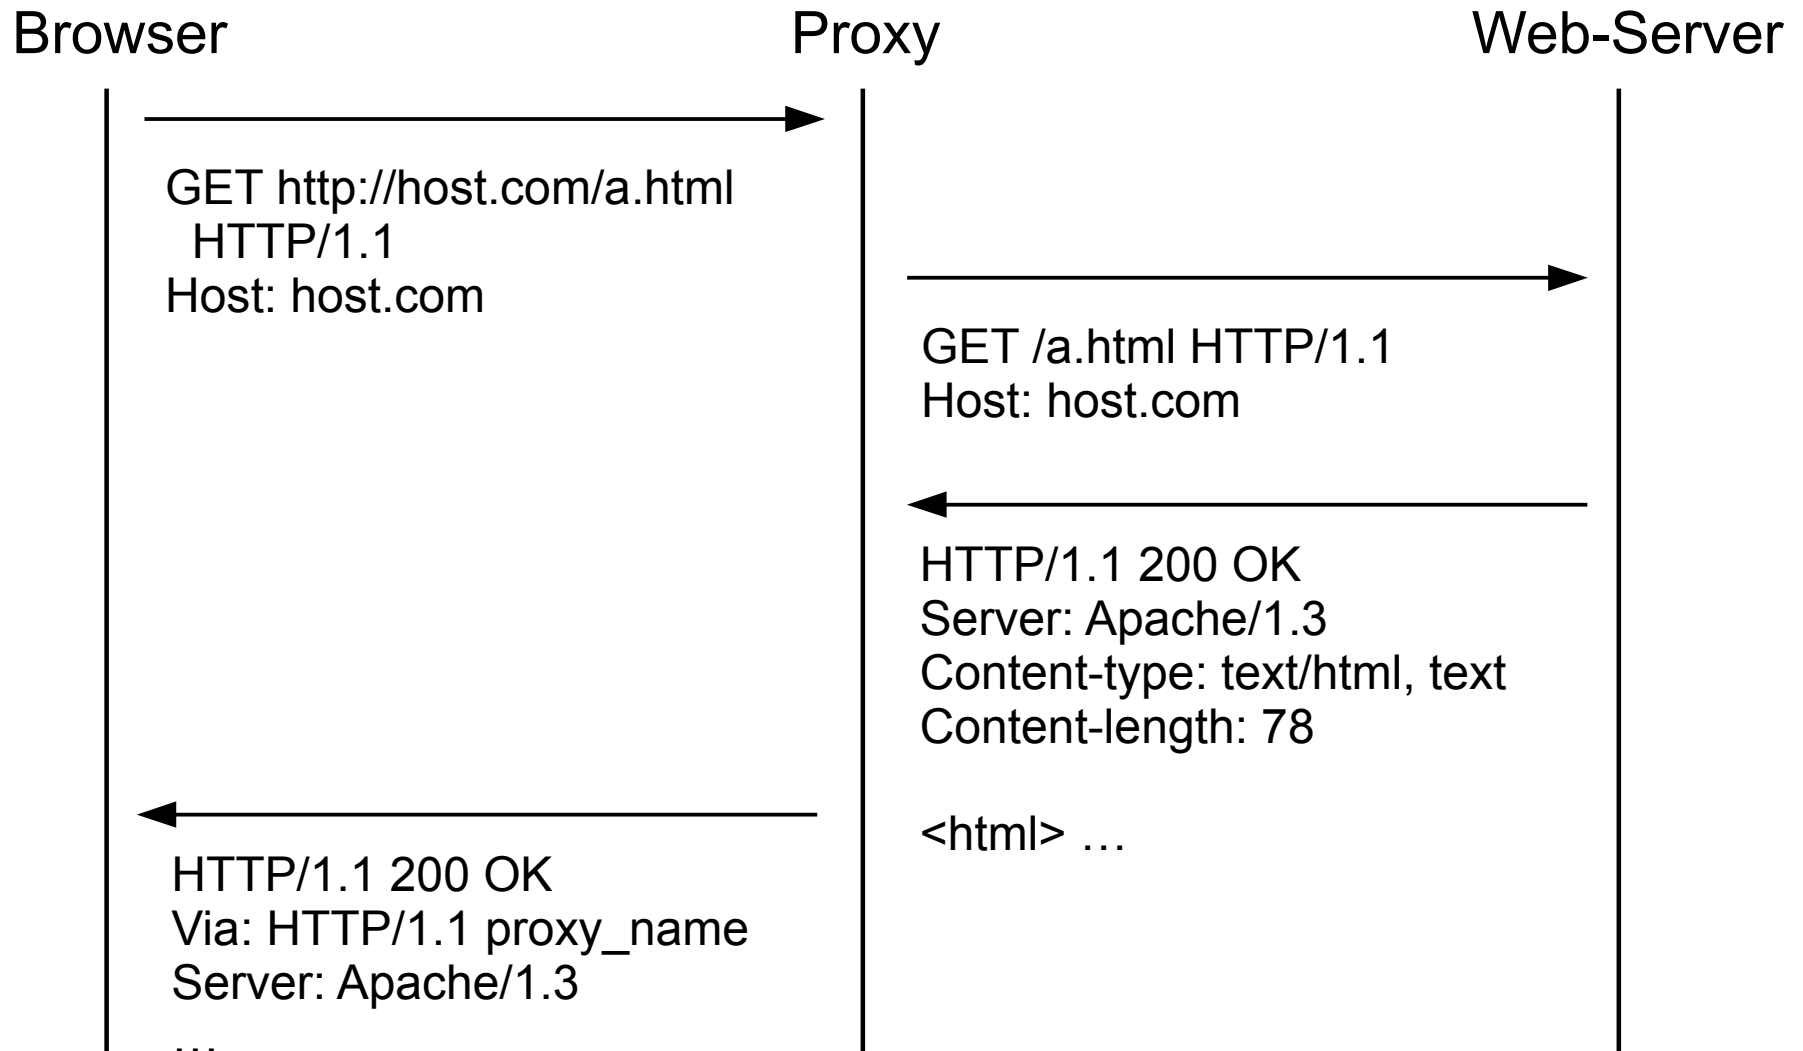 Browser
Proxy
Web-Server
GET http://host.com/a.html
HTTP/1.1
Host: host.com
GET /a.html HTTP/1.1
Host: host.com
HTTP/1.1 200 OK
Server: Apache/1.3
Content-type: text/html, text
Content-length: 78
<html> …
HTTP/1.1 200 OK
Via: HTTP/1.1 proxy_name
Server: Apache/1.3
…